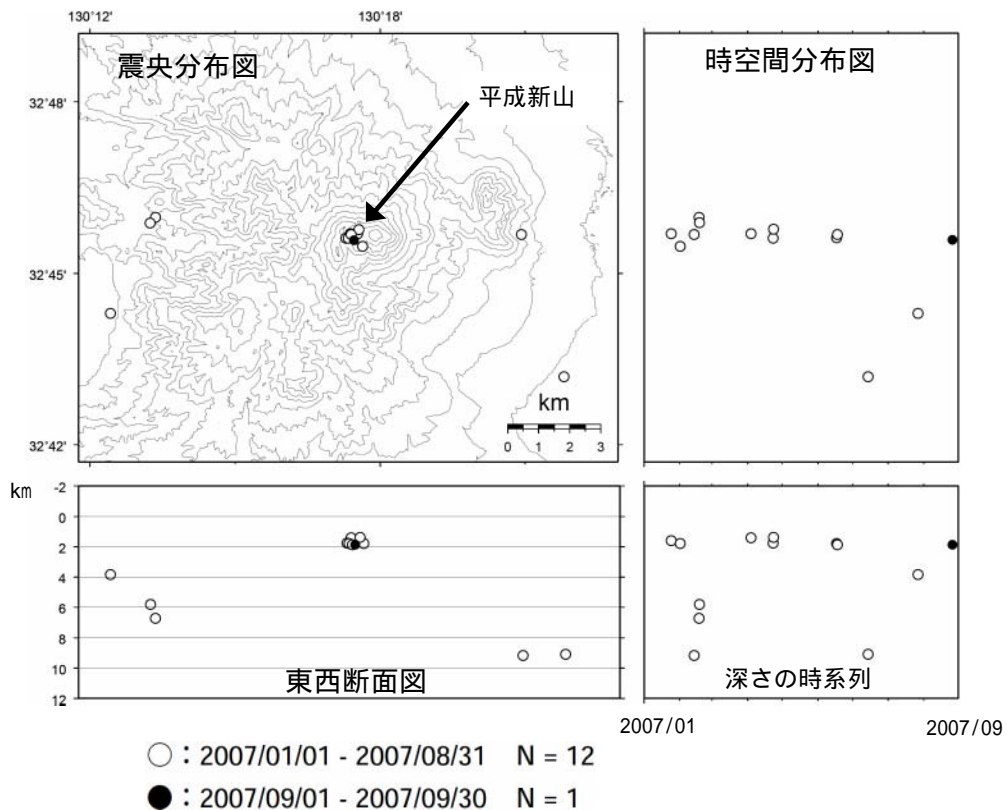 130°12' 130°18'
震央分布図
時空間分布図
平成新山
32°48'
32°45'
km
0 1 2 3
32°42'
km
-2
0
2
4
6
8
10
12
東西断面図
深さの時系列
2007/01 2007/09
○：2007/01/01 - 2007/08/31 N = 12
●：2007/09/01 - 2007/09/30 N = 1